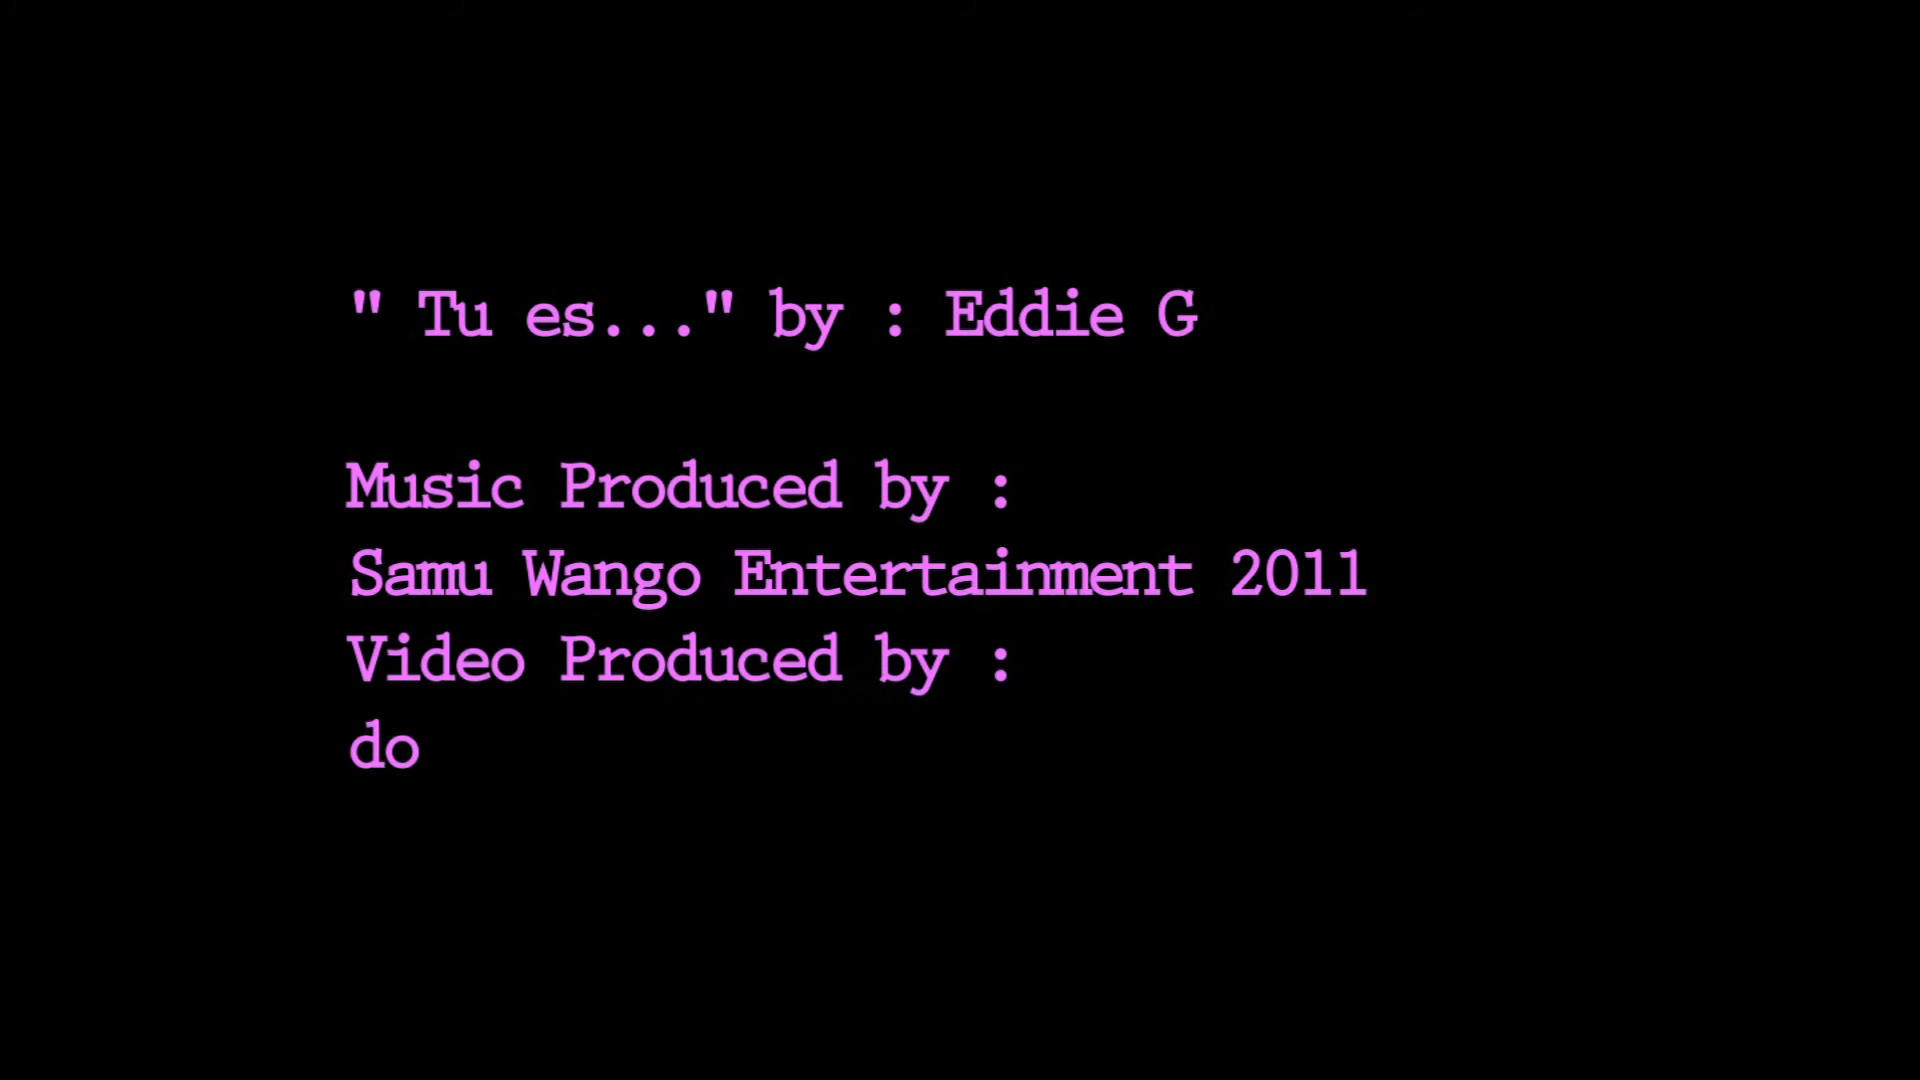 " Tu es..." by : Eddie G
Music Produced by :
Samu Wango Entertainment 2011
Video Produced by :
do